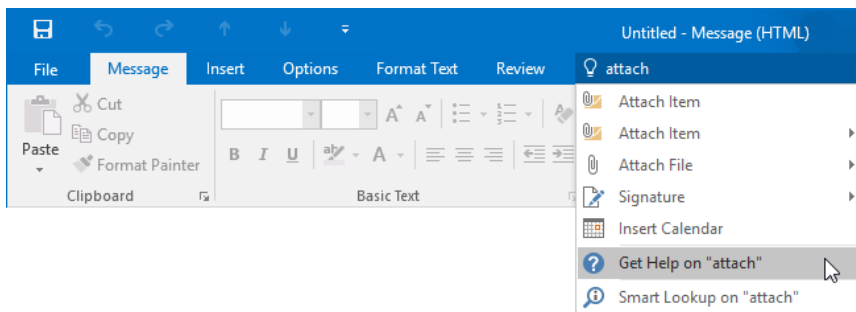 Untitled - Message (HTML)
File Message Insert Options Format Text Review attach
Cut
Copy
Paste
Format Painter
Clipboard
A A
B I U aby A
Basic Text
Attach Item
Attach Item
Attach File
Signature
Insert Calendar
Get Help on "attach"
Smart Lookup on "attach"